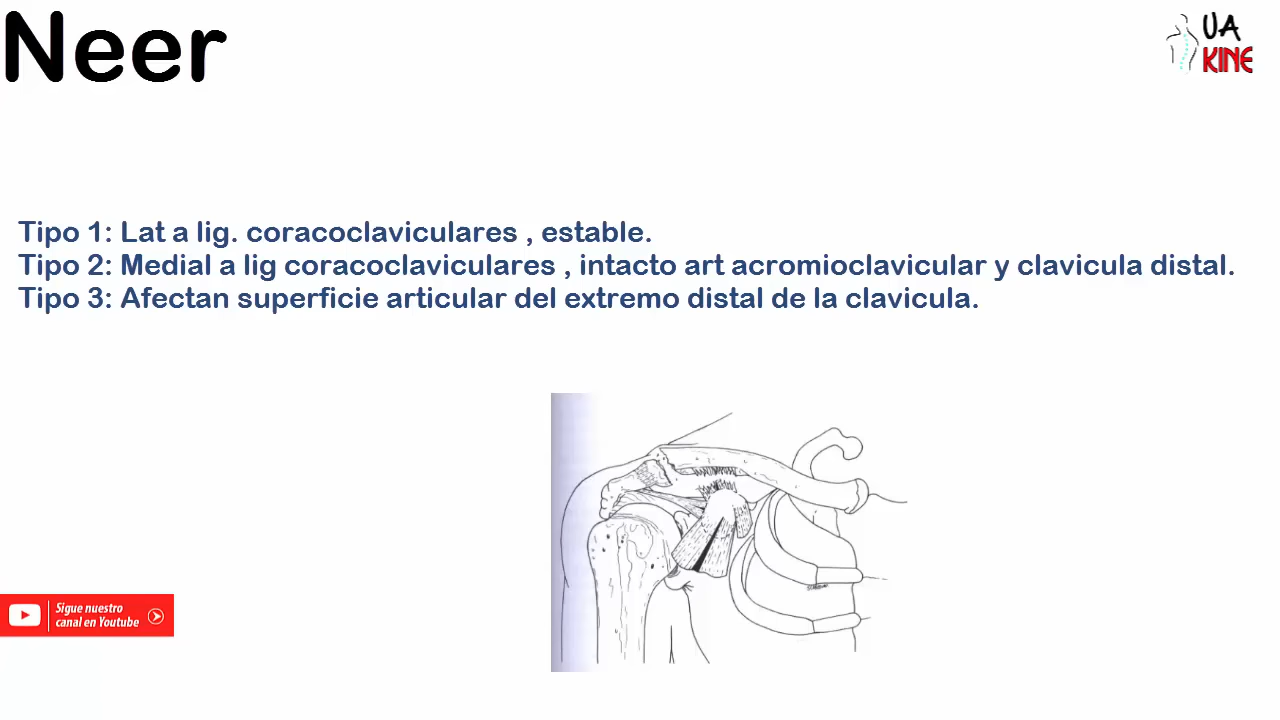 Neer
UA
KINE
Tipo 1: Lat a lig. coracoclaviculares , estable.
Tipo 2: Medial a lig coracoclaviculares , intacto art acromioclavicular y clavicula distal.
Tipo 3: Afectan superficie articular del extremo distal de la clavicula.
Sigue nuestro
canal en Youtube